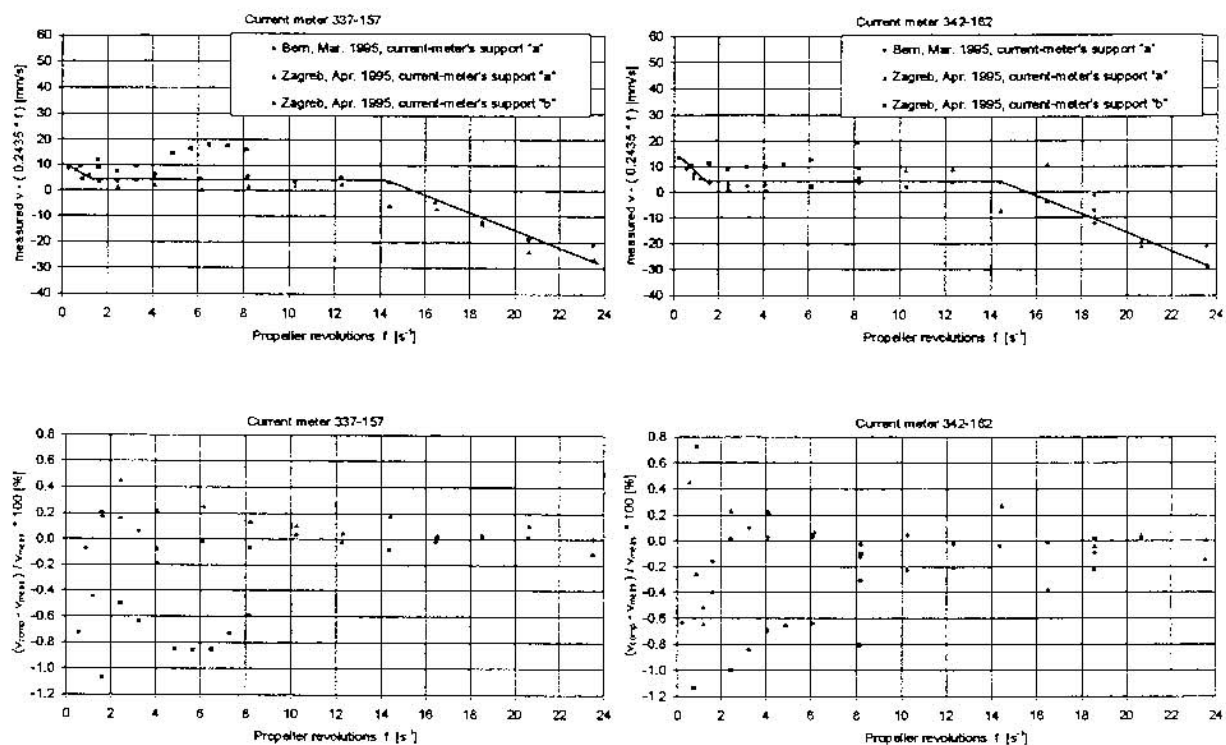 Current meter 337-157
measured v - ( 0.2435 * f ) [mm/s]
60
50
40
30
20
10
0
-10
-20
-30
-40
Bern, Mar. 1995, current-meter's support "a"
Zagreb, Apr. 1995, current-meter's support "a"
Zagreb, Apr. 1995, current-meter's support "b"
0 2 4 6 8 10 12 14 16 18 20 22 24
Propeller revolutions f [s⁻¹]
Current meter 342-162
measured v - ( 0.2435 * f ) [mm/s]
60
50
40
30
20
10
0
-10
-20
-30
-40
Bern, Mar. 1995, current-meter's support "a"
Zagreb, Apr. 1995, current-meter's support "a"
Zagreb, Apr. 1995, current-meter's support "b"
0 2 4 6 8 10 12 14 16 18 20 22 24
Propeller revolutions f [s⁻¹]
Current meter 337-157
(vcomp - vmeas) / vmeas * 100 [%]
0.8
0.6
0.4
0.2
0.0
-0.2
-0.4
-0.6
-0.8
-1.0
-1.2
0 2 4 6 8 10 12 14 16 18 20 22 24
Propeller revolutions f [s⁻¹]
Current meter 342-162
(vcomp - vmeas) / vmeas * 100 [%]
0.8
0.6
0.4
0.2
0.0
-0.2
-0.4
-0.6
-0.8
-1.0
-1.2
0 2 4 6 8 10 12 14 16 18 20 22 24
Propeller revolutions f [s⁻¹]